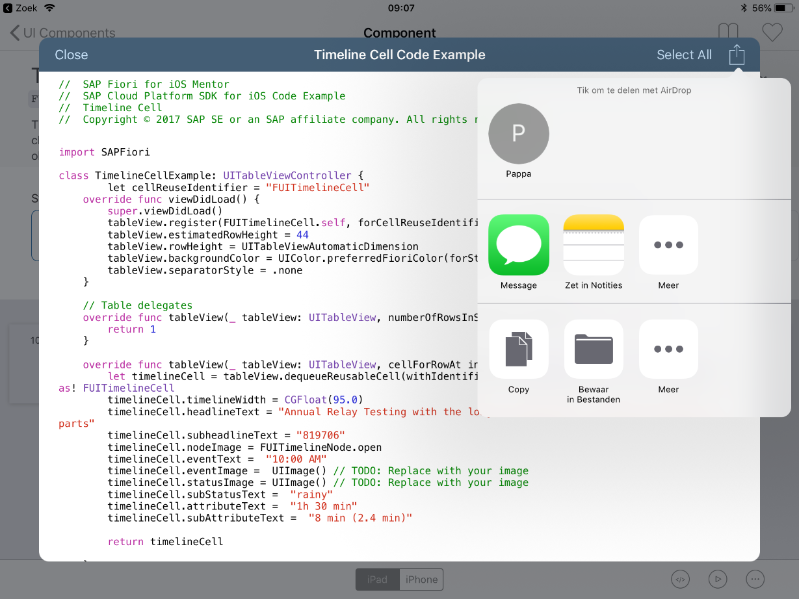 Zoek 09:07 56%
UI Components Component
Close Timeline Cell Code Example Select All
// SAP Fiori for iOS Mentor
// SAP Cloud Platform SDK for iOS Code Example
// Timeline Cell
// Copyright © 2017 SAP SE or an SAP affiliate company. All rights r
import SAPFiori
class TimelineCellExample: UITableViewController {
let cellReuseIdentifier = "FUITimelineCell"
override func viewDidLoad() {
super.viewDidLoad()
tableView.register(FUITimelineCell.self, forCellReuseIdentifi
tableView.estimatedRowHeight = 44
tableView.rowHeight = UITableViewAutomaticDimension
tableView.backgroundColor = UIColor.preferredFioriColor(forSt
tableView.separatorStyle = .none
}
// Table delegates
override func tableView(_ tableView: UITableView, numberOfRowsInS
return 1
}
override func tableView(_ tableView: UITableView, cellForRowAt in
let timelineCell = tableView.dequeueReusableCell(withIdentifi
as! FUITimelineCell
timelineCell.timelineWidth = CGFloat(95.0)
timelineCell.headlineText = "Annual Relay Testing with the lo
parts"
timelineCell.subheadlineText = "819706"
timelineCell.nodeImage = FUITimelineNode.open
timelineCell.eventText = "10:00 AM"
timelineCell.eventImage = UIImage() // TODO: Replace with your image
timelineCell.statusImage = UIImage() // TODO: Replace with your image
timelineCell.subStatusText = "rainy"
timelineCell.attributeText = "1h 30 min"
timelineCell.subAttributeText = "8 min (2.4 min)"
return timelineCell
Tik om te delen met AirDrop
P
Pappa
Message Zet in Notities Meer
Copy Bewaar Meer
in Bestanden
iPad iPhone